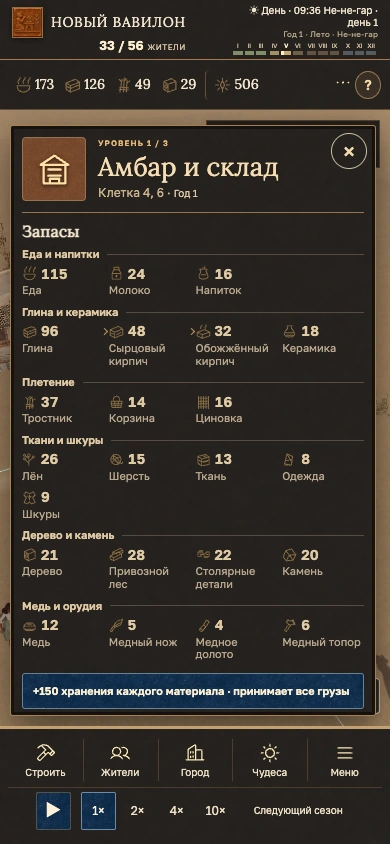 НОВЫЙ ВАВИЛОН
33 / 56 ЖИТЕЛИ
День · 09:36 Не-не-гар ·
день 1
Год 1 · Лето · Не-не-гар
I II III IV V VI VII VIII IX X XI XII
173 126 49 29 506 ··· ?
УРОВЕНЬ 1 / 3
Амбар и склад
Клетка 4, 6 · Год 1
Запасы
Еда и напитки
115 24 16
Еда Молоко Напиток
Глина и керамика
96 › 48 › 32 18
Глина Сырцовый кирпич Обожжённый кирпич Керамика
Плетение
37 14 16
Тростник Корзина Циновка
Ткани и шкуры
26 15 13 8
Лён Шерсть Ткань Одежда
9
Шкуры
Дерево и камень
21 28 22 20
Дерево Привозной лес Столярные детали Камень
Медь и орудия
12 5 4 6
Медь Медный нож Медное долото Медный топор
+150 хранения каждого материала · принимает все грузы
Строить Жители Город Чудеса Меню
1× 2× 4× 10× Следующий сезон